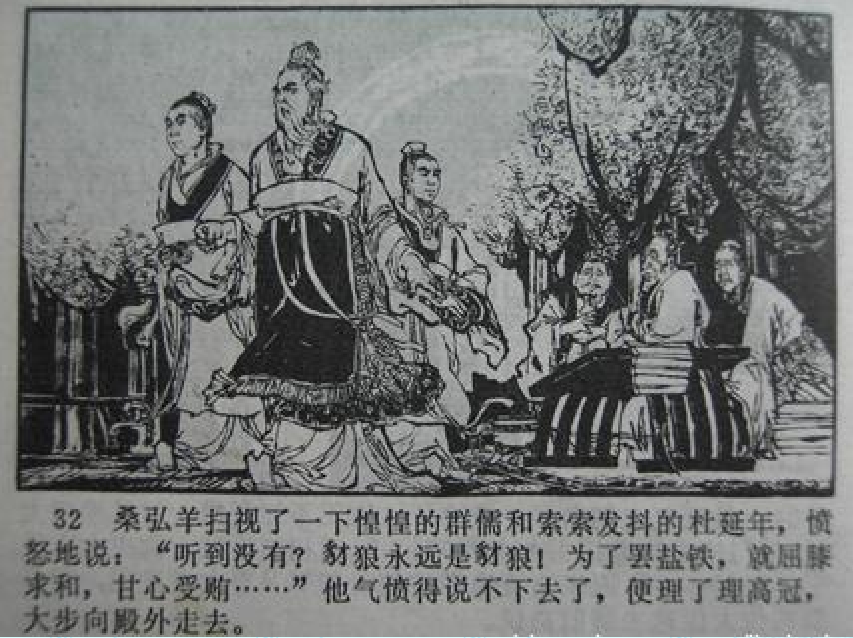 32 桑弘羊扫视了一下惶惶的群儒和索索发抖的杜延年，愤
怒地说：“听到没有？豺狼永远是豺狼！为了罢盐铁，就屈膝
求和，甘心受贿……”他气愤得说不下去了，便理了理高冠，
大步向殿外走去。